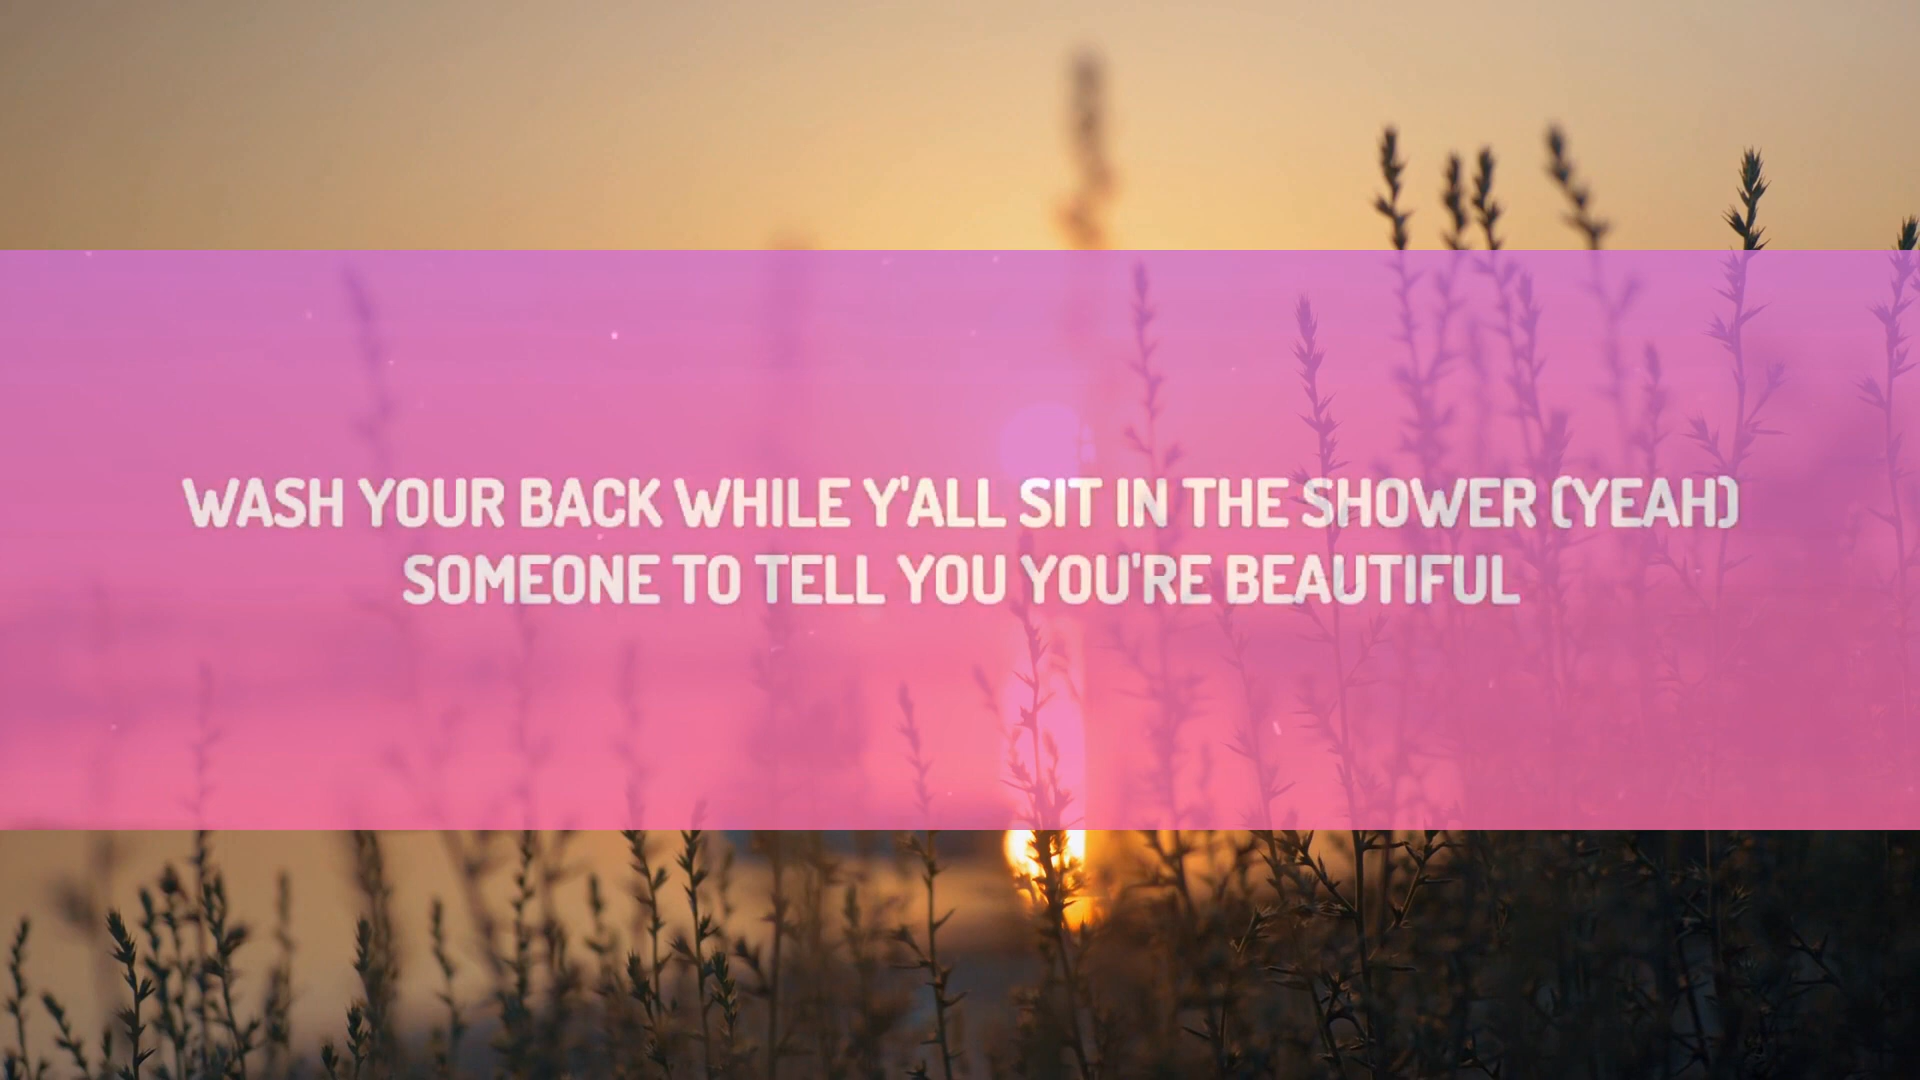 WASH YOUR BACK WHILE Y'ALL SIT IN THE SHOWER (YEAH)
SOMEONE TO TELL YOU YOU'RE BEAUTIFUL